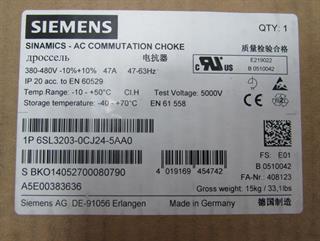 SIEMENS
QTY: 1
SINAMICS - AC COMMUTATION CHOKE
дроссель 电抗器
380-480V -10%+10% 47A 47-63Hz
IP 20 acc. to EN 60529
c UL US
E219022
B 0510042
Temp Range: -10 - +50°C Cl.H Test Voltage: 5000V
Storage temperature: -40 - +70°C EN 61 558
质量检验合格
1P 6SL3203-0CJ24-5AA0
S BKO14052700080790
4 019169 454742
A5E00383636
FS: E01
B 0510042
FA-Nr.: 408123
Gross weight: 15kg / 33,1lbs
Siemens AG DE-91056 Erlangen Made in Germany 德国制造